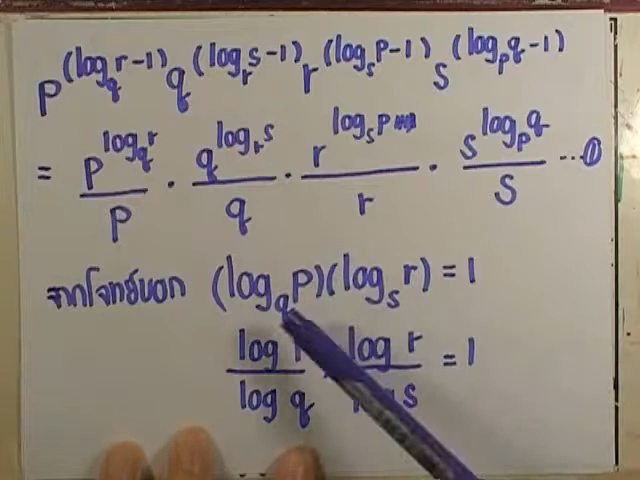 p^(log_q r-1) q^(log_r s-1) r^(log_s p-1) s^(log_p q-1)
= p^(log_q r)/p · q^(log_r s)/q · r^(log_s p)/r · s^(log_p q)/s ...①
จากโจทย์บอก (log_q p)(log_s r) = 1
log /log q · log r/ s = 1